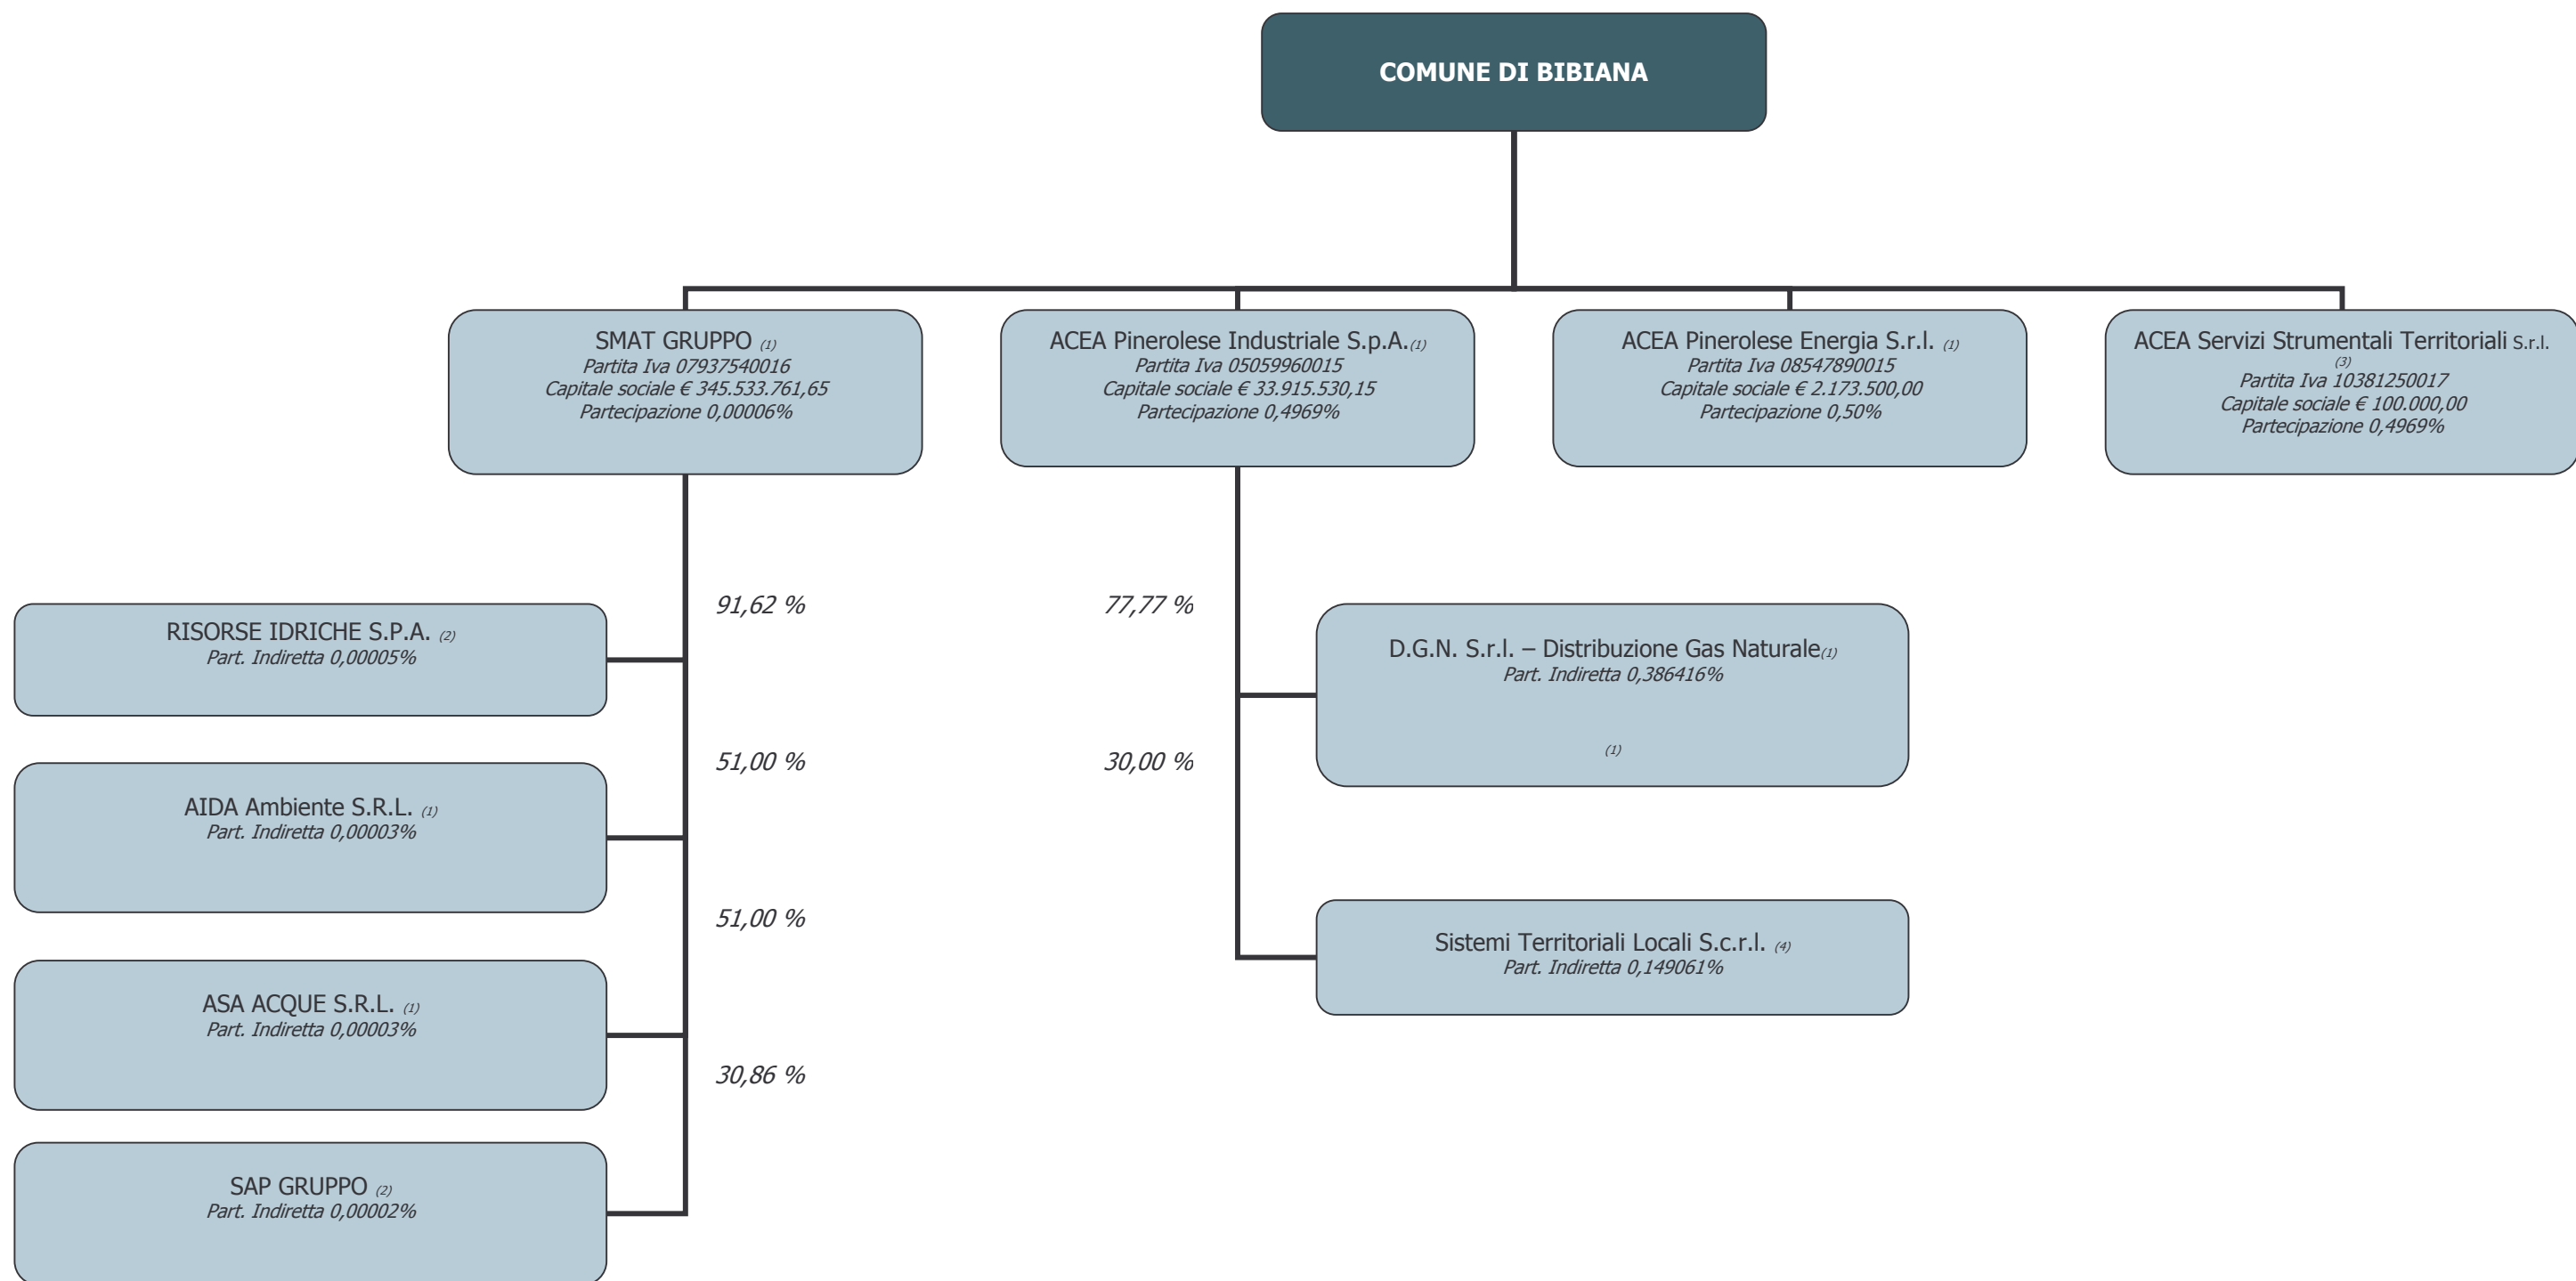 COMUNE DI BIBIANA
SMAT GRUPPO (1)
Partita Iva 07937540016
Capitale sociale € 345.533.761,65
Partecipazione 0,00006%
ACEA Pinerolese Industriale S.p.A.(1)
Partita Iva 05059960015
Capitale sociale € 33.915.530,15
Partecipazione 0,4969%
ACEA Pinerolese Energia S.r.l. (1)
Partita Iva 08547890015
Capitale sociale € 2.173.500,00
Partecipazione 0,50%
ACEA Servizi Strumentali Territoriali S.r.l.
(3)
Partita Iva 10381250017
Capitale sociale € 100.000,00
Partecipazione 0,4969%
91,62 %
RISORSE IDRICHE S.P.A. (2)
Part. Indiretta 0,00005%
51,00 %
AIDA Ambiente S.R.L. (1)
Part. Indiretta 0,00003%
51,00 %
ASA ACQUE S.R.L. (1)
Part. Indiretta 0,00003%
30,86 %
SAP GRUPPO (2)
Part. Indiretta 0,00002%
77,77 %
D.G.N. S.r.l. – Distribuzione Gas Naturale(1)
Part. Indiretta 0,386416%
(1)
30,00 %
Sistemi Territoriali Locali S.c.r.l. (4)
Part. Indiretta 0,149061%